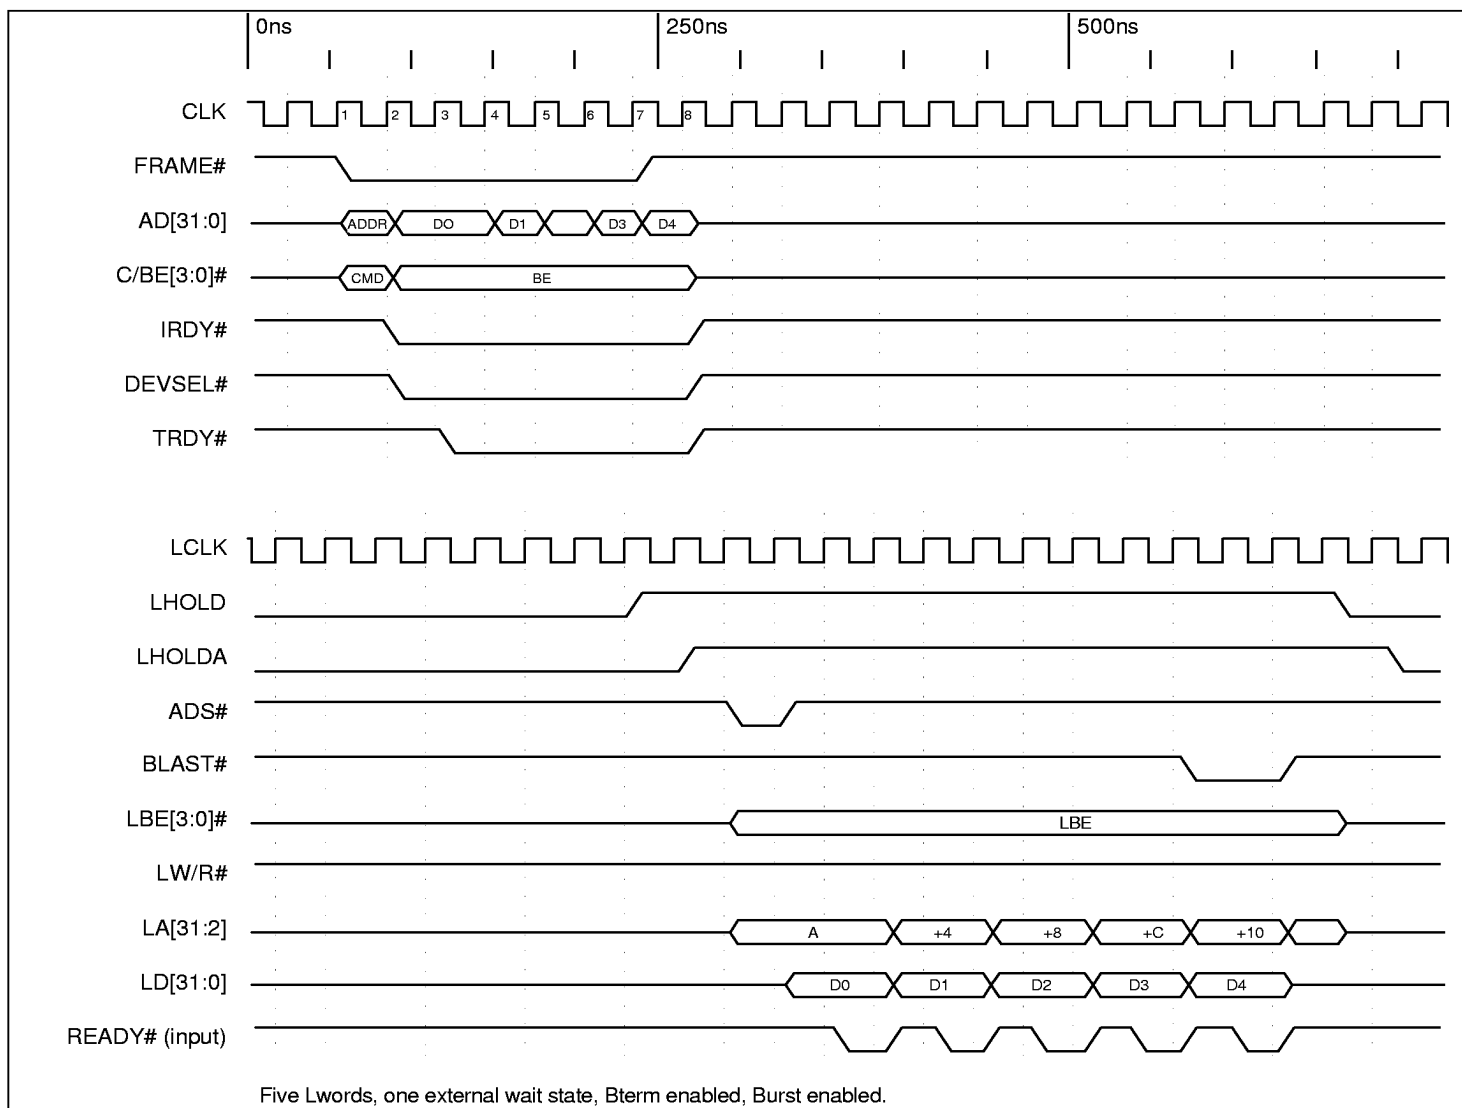 0ns 250ns 500ns
CLK 1 2 3 4 5 6 7 8
FRAME#
AD[31:0] ADDR DO D1 D3 D4
C/BE[3:0]# CMD BE
IRDY#
DEVSEL#
TRDY#
LCLK
LHOLD
LHOLDA
ADS#
BLAST#
LBE[3:0]# LBE
LW/R#
LA[31:2] A +4 +8 +C +10
LD[31:0] D0 D1 D2 D3 D4
READY# (input)
Five Lwords, one external wait state, Bterm enabled, Burst enabled.